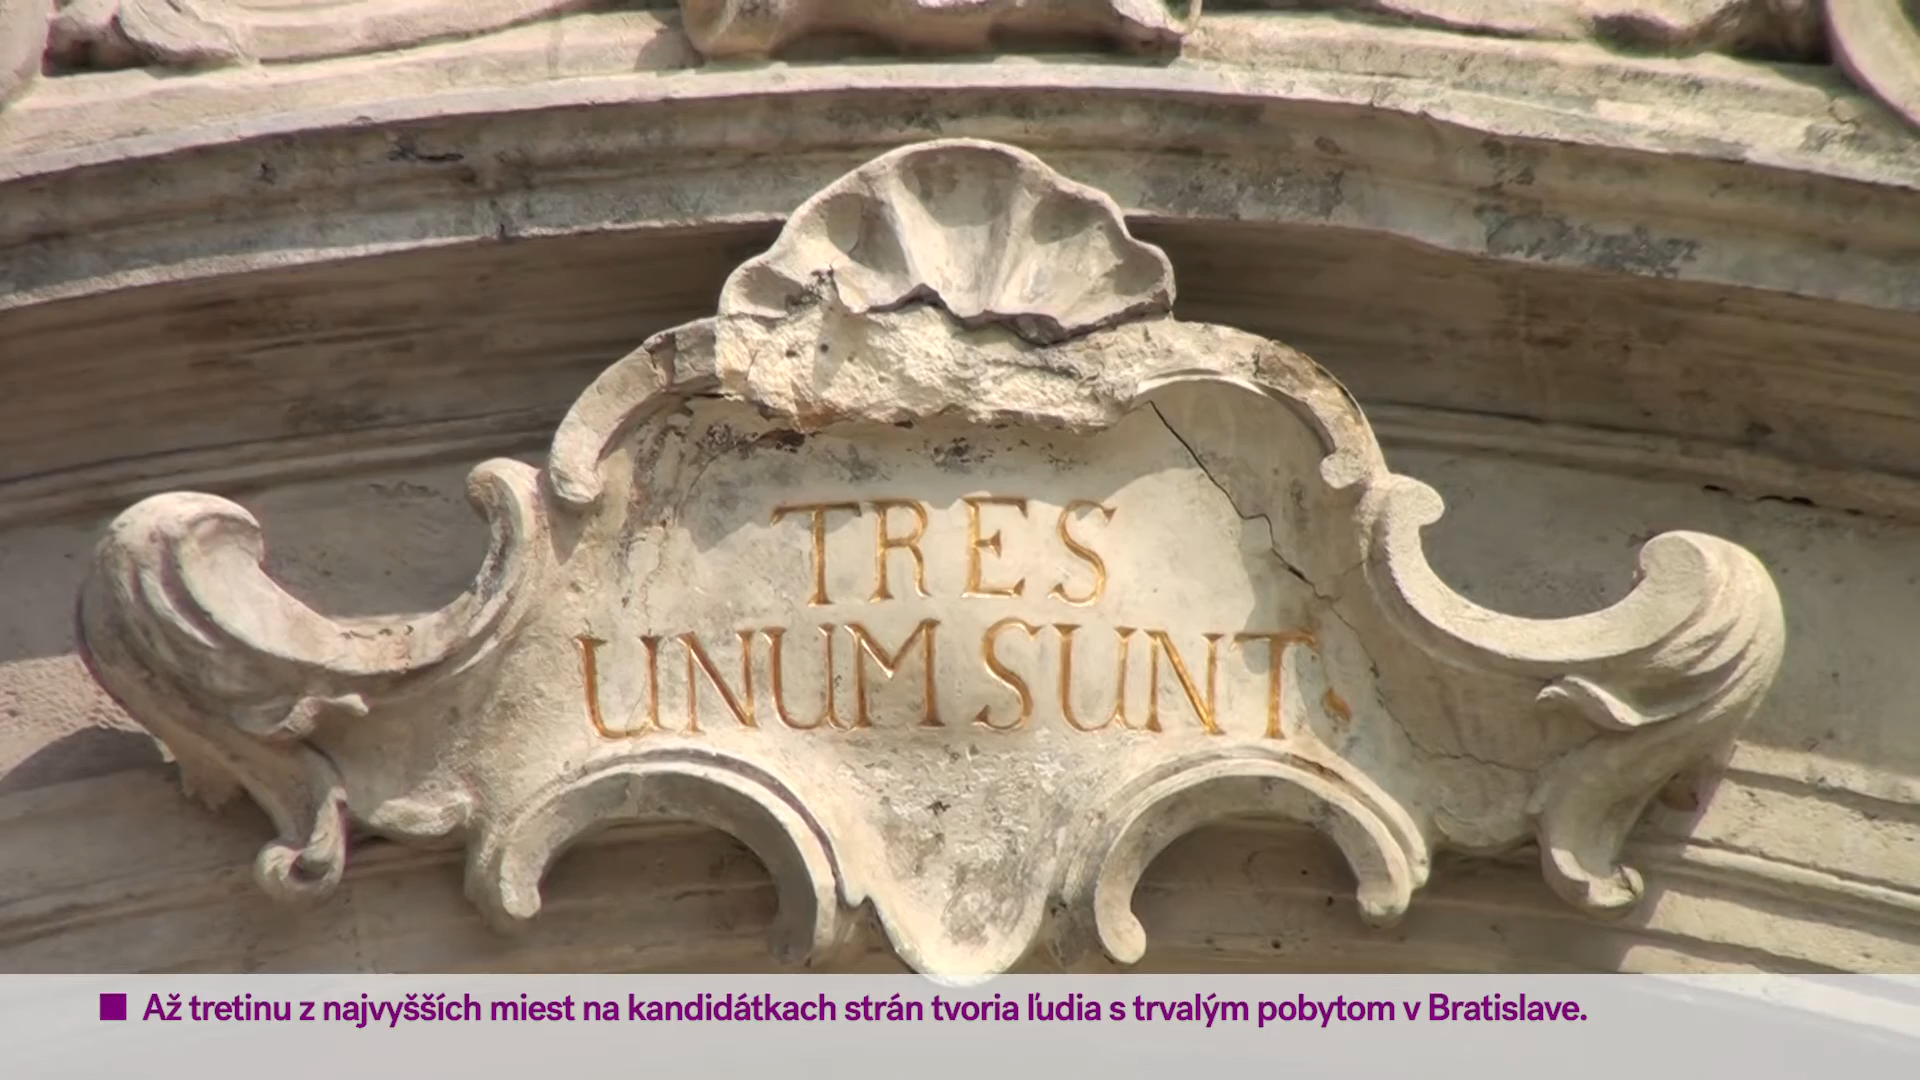 TRES
UNUM SUNT.
Až tretinu z najvyšších miest na kandidátkach strán tvoria ľudia s trvalým pobytom v Bratislave.